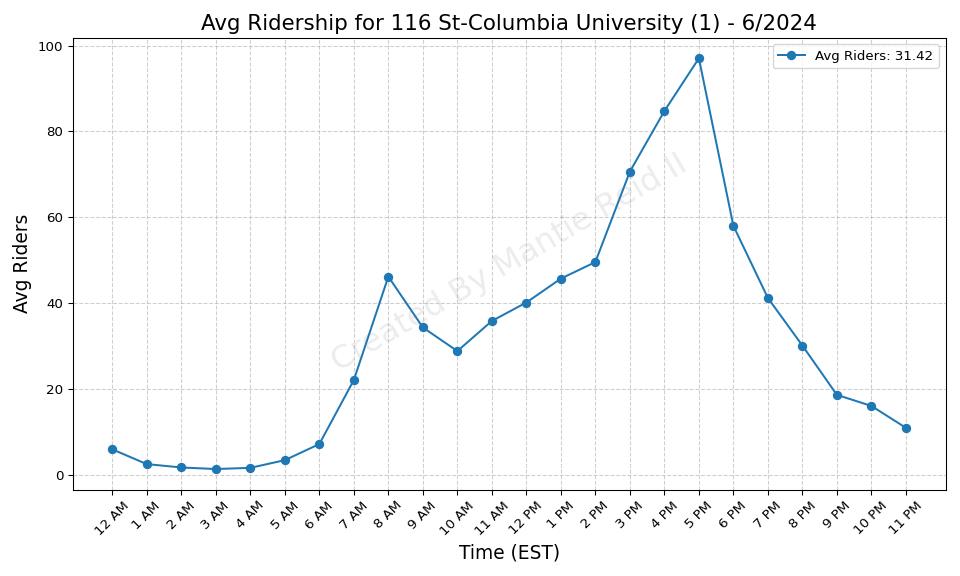 Avg Ridership for 116 St-Columbia University (1) - 6/2024
Avg Riders: 31.42
Avg Riders
100
80
60
40
20
0
Created By Mantie Reid II
12 AM
1 AM
2 AM
3 AM
4 AM
5 AM
6 AM
7 AM
8 AM
9 AM
10 AM
11 AM
12 PM
1 PM
2 PM
3 PM
4 PM
5 PM
6 PM
7 PM
8 PM
9 PM
10 PM
11 PM
Time (EST)